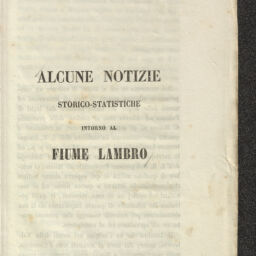 ALCUNE NOTIZIE
STORICO-STATISTICHE
INTORNO AL
FIUME LAMBRO